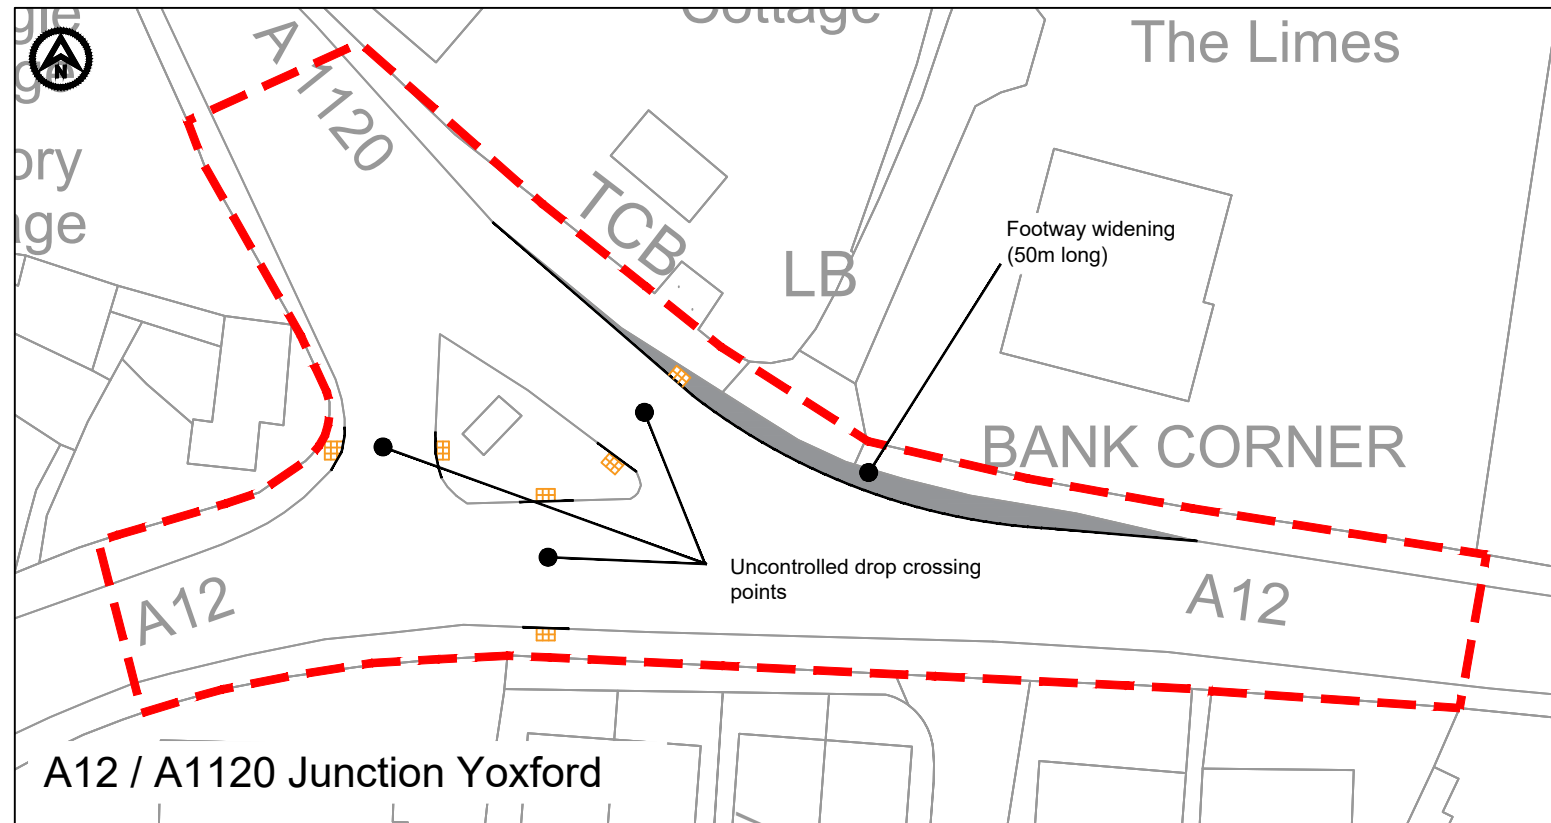 The Limes
N
A 1120
TCB
LB
Footway widening
(50m long)
BANK CORNER
Uncontrolled drop crossing
points
A12
A12
A12 / A1120 Junction Yoxford